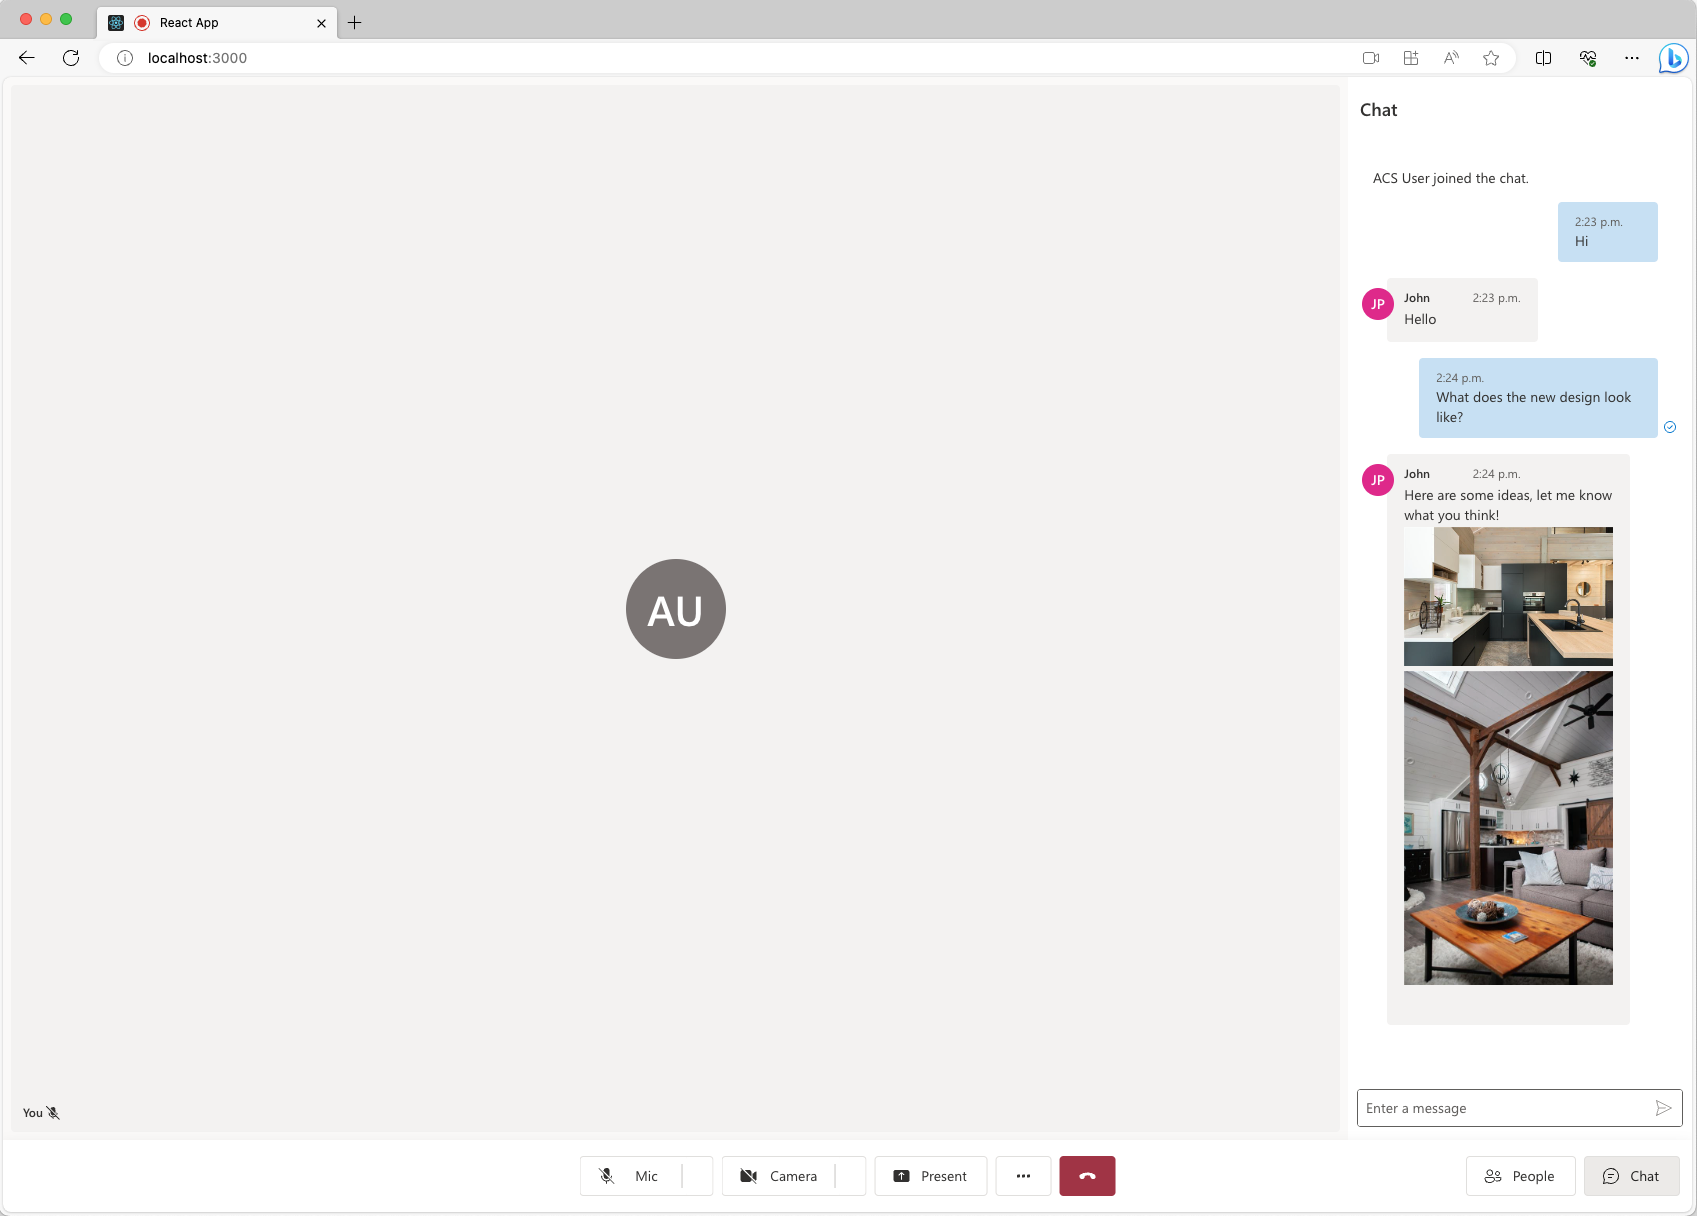 React App
localhost:3000
Chat
ACS User joined the chat.
2:23 p.m.
Hi
JP
John 2:23 p.m.
Hello
2:24 p.m.
What does the new design look
like?
JP
John 2:24 p.m.
Here are some ideas, let me know
what you think!
AU
You
Enter a message
Mic
Camera
Present
People
Chat